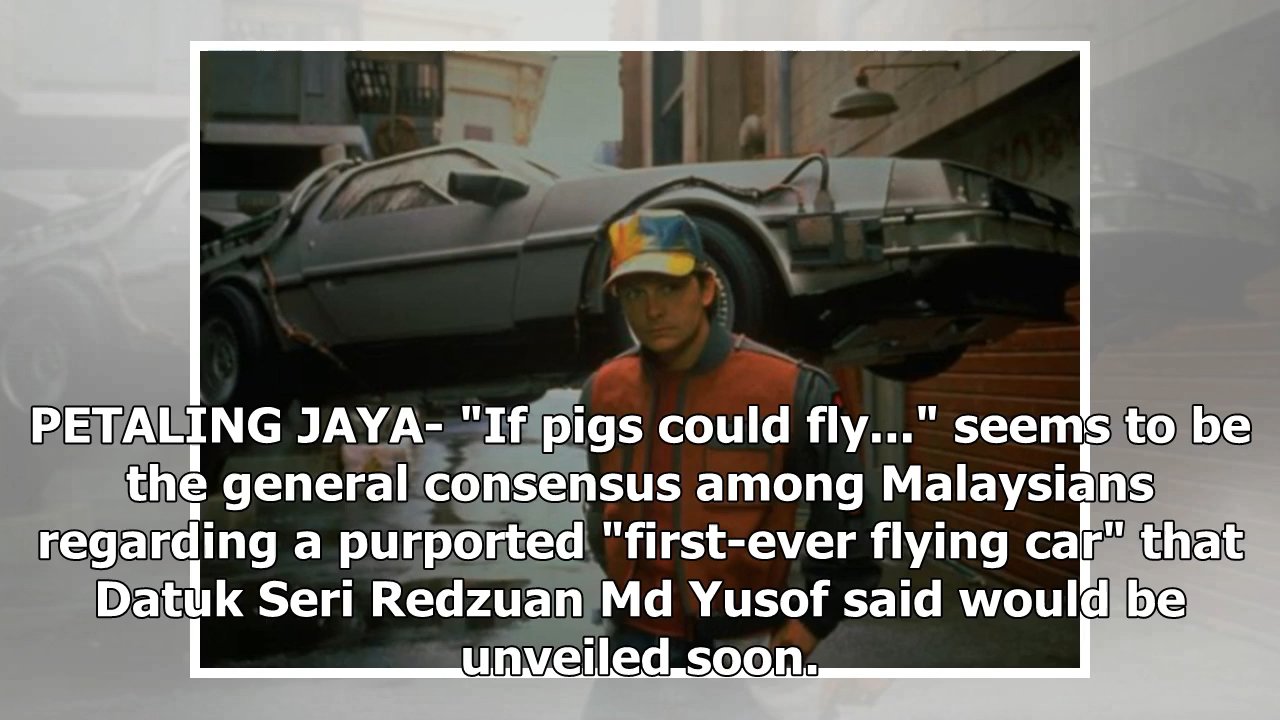 PETALING JAYA- "If pigs could fly..." seems to be
the general consensus among Malaysians
regarding a purported "first-ever flying car" that
Datuk Seri Redzuan Md Yusof said would be
unveiled soon.